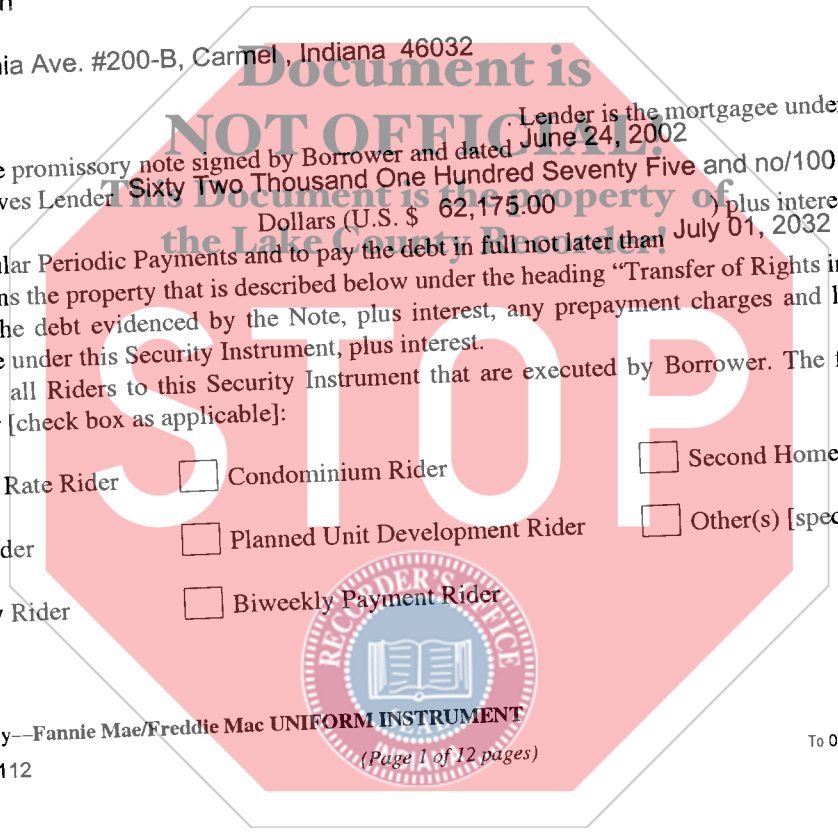 ia Ave. #200-B, Carmel , Indiana 46032
Document is
. Lender is the mortgagee unde
NOT OFFICIAL!
e promissory note signed by Borrower and dated June 24, 2002
ves Lender Sixty Two Thousand One Hundred Seventy Five and no/100
This Document is the property of
Dollars (U.S. $ 62,175.00 ) plus intere
the Lake County Recorder!
lar Periodic Payments and to pay the debt in full not later than July 01, 2032
ns the property that is described below under the heading “Transfer of Rights i
he debt evidenced by the Note, plus interest, any prepayment charges and l
e under this Security Instrument, plus interest.
all Riders to this Security Instrument that are executed by Borrower. The f
[check box as applicable]:
STOP
Rate Rider Condominium Rider Second Home
der Planned Unit Development Rider Other(s) [spec
Rider Biweekly Payment Rider
RECORDER'S OFFICE
SEAL
INDIANA
y—Fannie Mae/Freddie Mac UNIFORM INSTRUMENT
(Page 1 of 12 pages)
To O
112